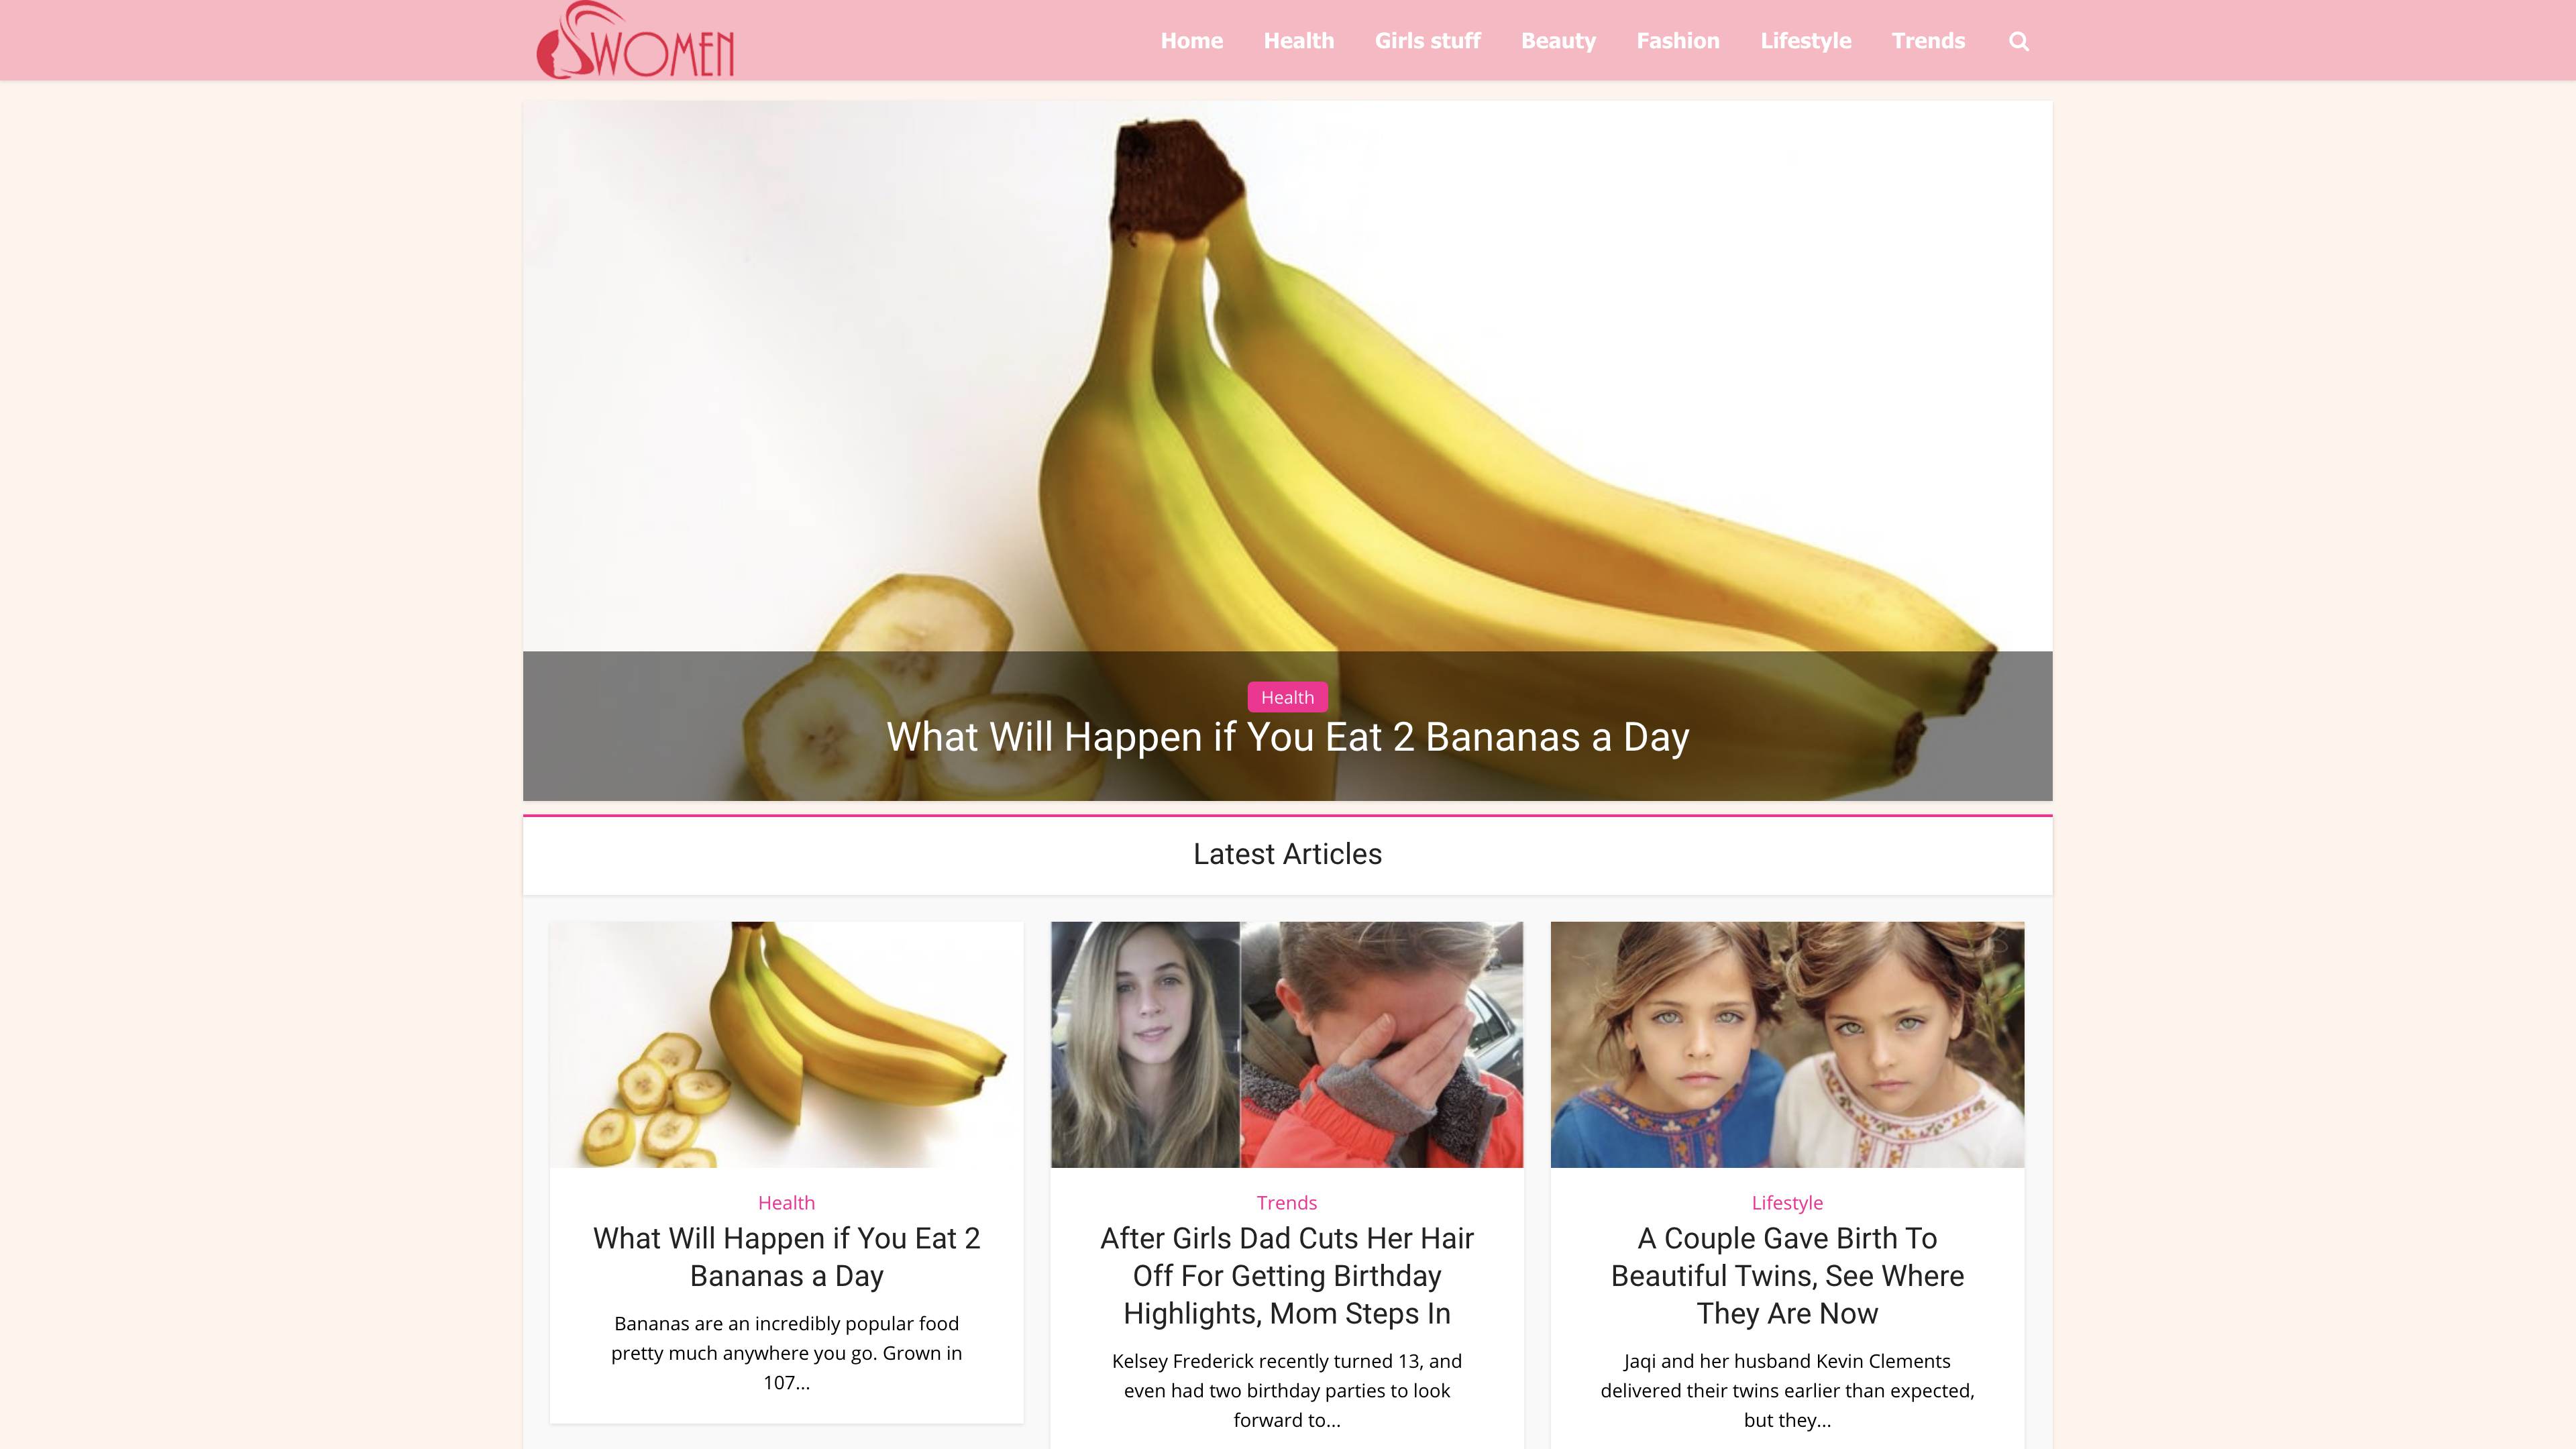 WOMEN
Home Health Girls stuff Beauty Fashion Lifestyle Trends
Health
What Will Happen if You Eat 2 Bananas a Day
Latest Articles
Health
What Will Happen if You Eat 2
Bananas a Day
Bananas are an incredibly popular food
pretty much anywhere you go. Grown in
107...
Trends
After Girls Dad Cuts Her Hair
Off For Getting Birthday
Highlights, Mom Steps In
Kelsey Frederick recently turned 13, and
even had two birthday parties to look
forward to...
Lifestyle
A Couple Gave Birth To
Beautiful Twins, See Where
They Are Now
Jaqi and her husband Kevin Clements
delivered their twins earlier than expected,
but they...